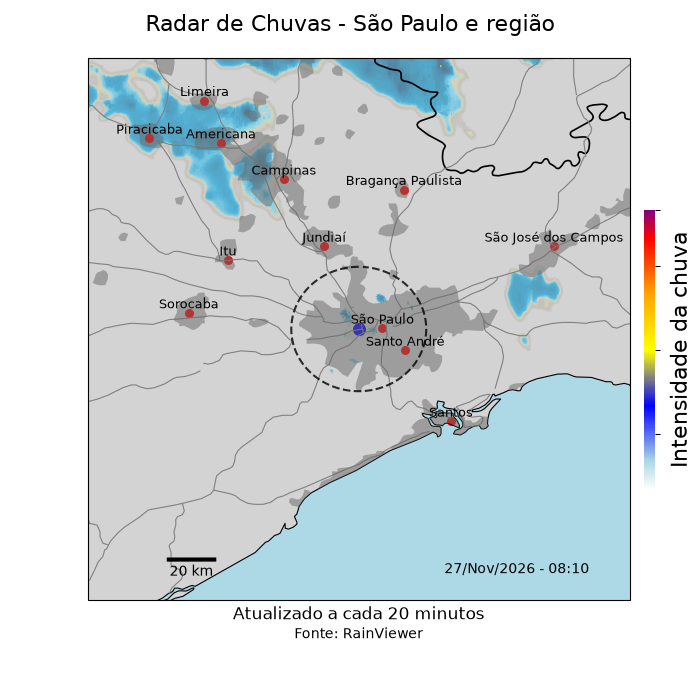 Radar de Chuvas - São Paulo e região
Limeira
Piracicaba
Americana
Campinas
Bragança Paulista
Jundiaí
São José dos Campos
Itu
Sorocaba
São Paulo
Santo André
Santos
Intensidade da chuva
20 km
27/Nov/2026 - 08:10
Atualizado a cada 20 minutos
Fonte: RainViewer